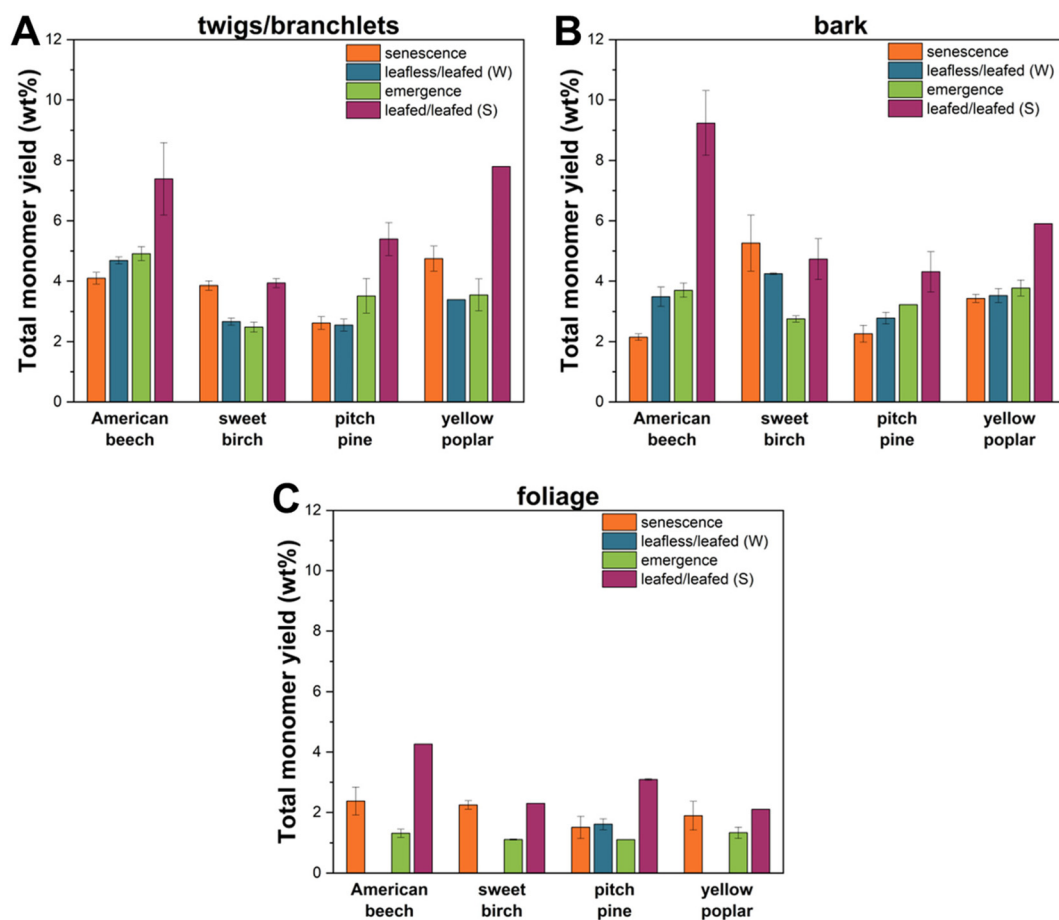 A
twigs/branchlets
12
10
8
6
4
2
0
Total monomer yield (wt%)
senescence
leafless/leafed (W)
emergence
leafed/leafed (S)
American
beech
sweet
birch
pitch
pine
yellow
poplar
B
bark
12
10
8
6
4
2
0
Total monomer yield (wt%)
senescence
leafless/leafed (W)
emergence
leafed/leafed (S)
American
beech
sweet
birch
pitch
pine
yellow
poplar
C
foliage
12
10
8
6
4
2
0
Total monomer yield (wt%)
senescence
leafless/leafed (W)
emergence
leafed/leafed (S)
American
beech
sweet
birch
pitch
pine
yellow
poplar